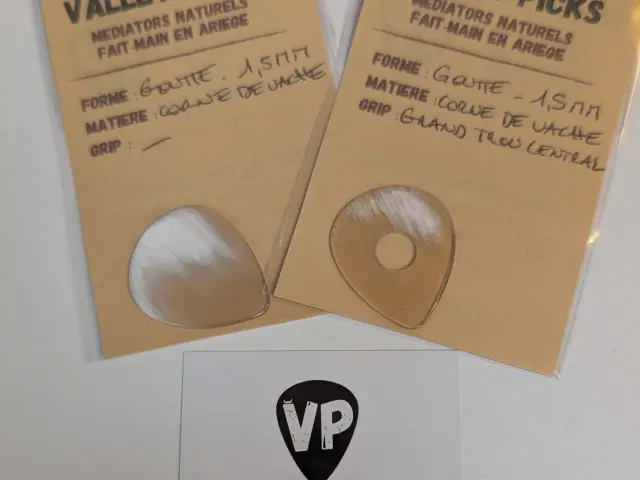 VALLE
MEDIATORS NATURELS
FAIT-MAIN EN ARIEGE
FORME : GOUTTE - 1,5MM
MATIERE : CORNE DE VACHE
GRIP : —
PICKS
MEDIATORS NATURELS
FAIT-MAIN EN ARIEGE
FORME : GOUTTE - 1,5MM
MATIERE : CORNE DE VACHE
GRIP : GRAND TROU CENTRAL
VP